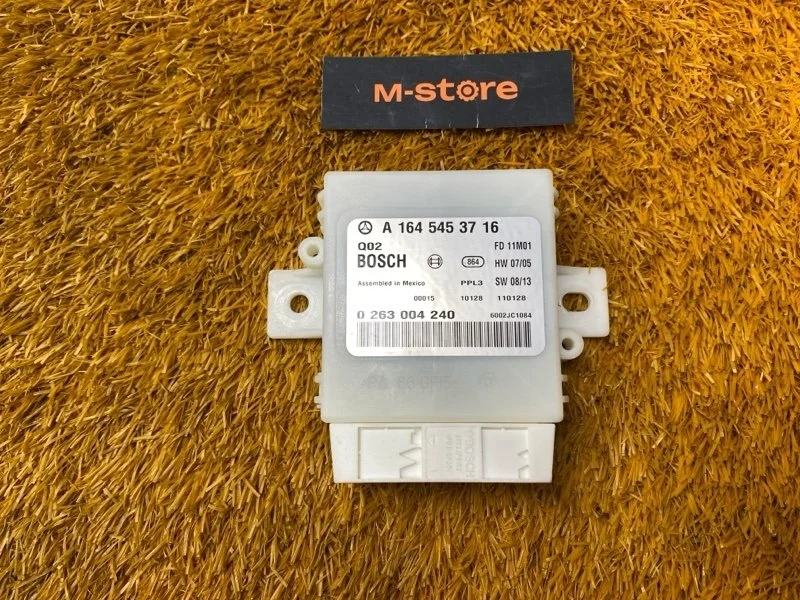 M-store
A 164 545 37 16
Q02 FD 11M01
BOSCH 864 HW 07/05
Assembled in Mexico PPL3 SW 08/13
00015 10128 110128
0 263 004 240 6002JC1084
BOSCH